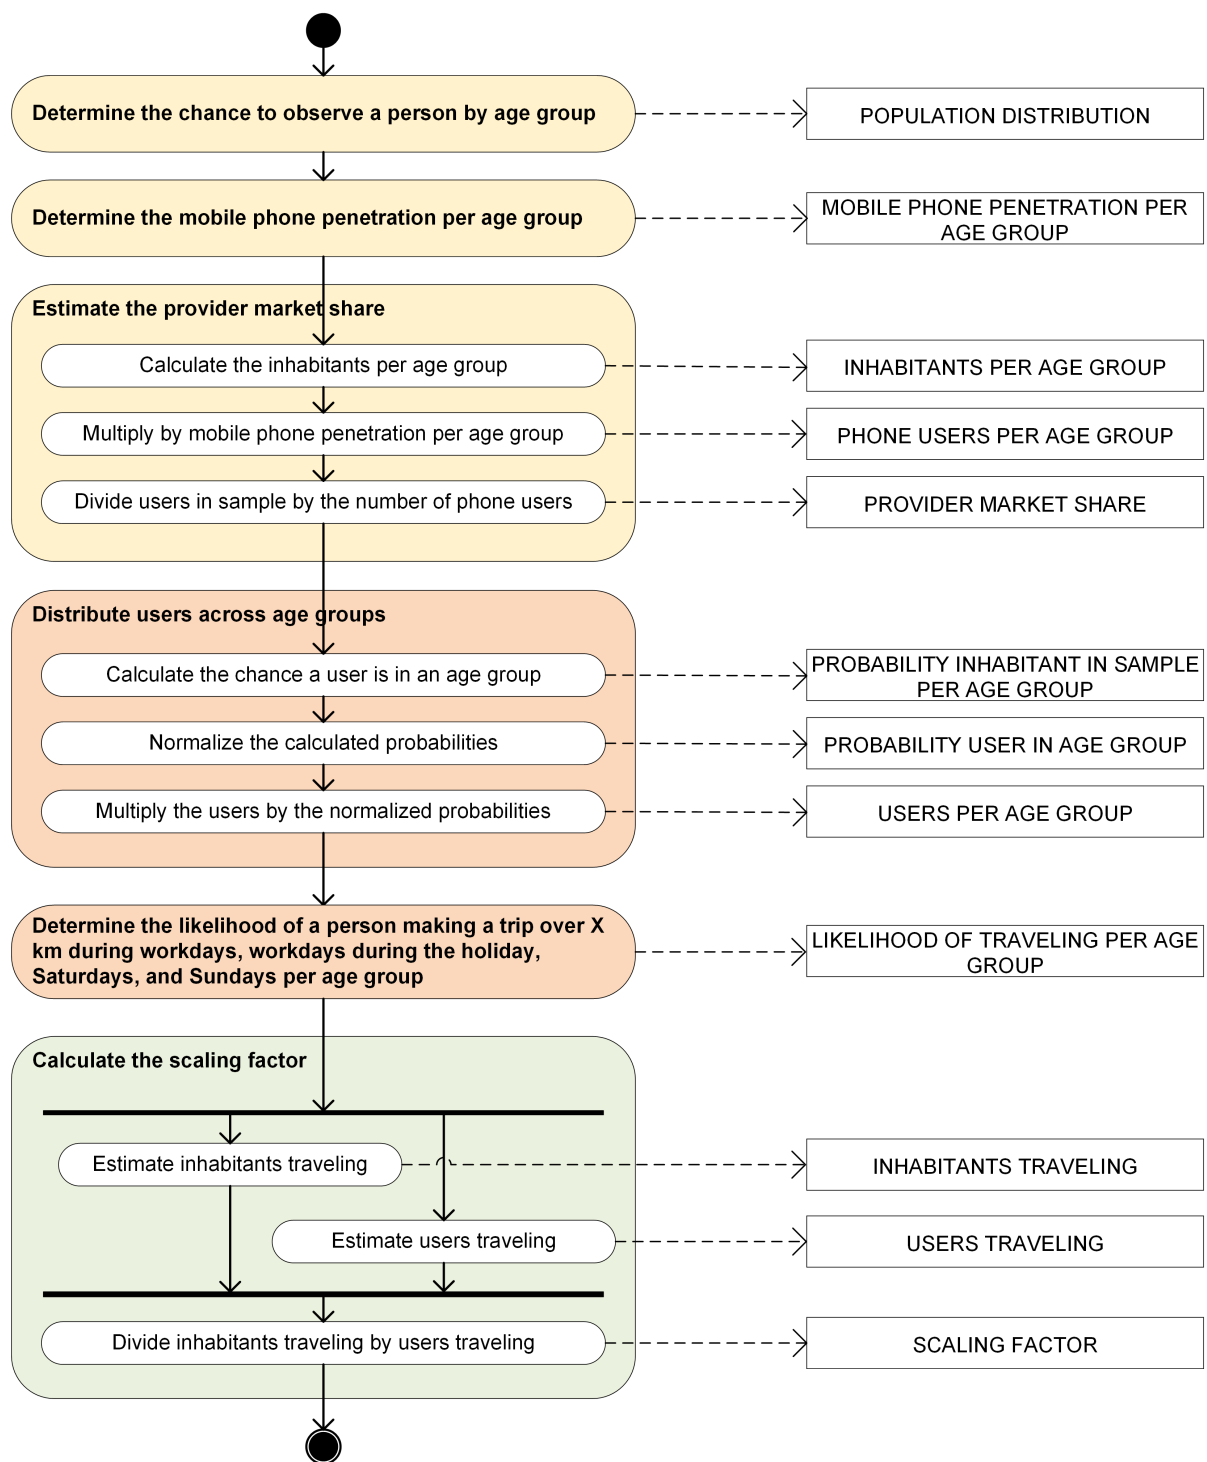 Determine the chance to observe a person by age group
POPULATION DISTRIBUTION
Determine the mobile phone penetration per age group
MOBILE PHONE PENETRATION PER
AGE GROUP
Estimate the provider market share
Calculate the inhabitants per age group
INHABITANTS PER AGE GROUP
Multiply by mobile phone penetration per age group
PHONE USERS PER AGE GROUP
Divide users in sample by the number of phone users
PROVIDER MARKET SHARE
Distribute users across age groups
Calculate the chance a user is in an age group
PROBABILITY INHABITANT IN SAMPLE
PER AGE GROUP
Normalize the calculated probabilities
PROBABILITY USER IN AGE GROUP
Multiply the users by the normalized probabilities
USERS PER AGE GROUP
Determine the likelihood of a person making a trip over X
km during workdays, workdays during the holiday,
Saturdays, and Sundays per age group
LIKELIHOOD OF TRAVELING PER AGE
GROUP
Calculate the scaling factor
Estimate inhabitants traveling
INHABITANTS TRAVELING
Estimate users traveling
USERS TRAVELING
Divide inhabitants traveling by users traveling
SCALING FACTOR